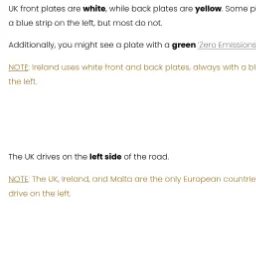 UK front plates are white, while back plates are yellow. Some
a blue strip on the left, but most do not.
Additionally, you might see a plate with a green Zero Emissions
NOTE: Ireland uses white front and back plates, always with a
the left.
The UK drives on the left side of the road.
NOTE: The UK, Ireland, and Malta are the only European
drive on the left.